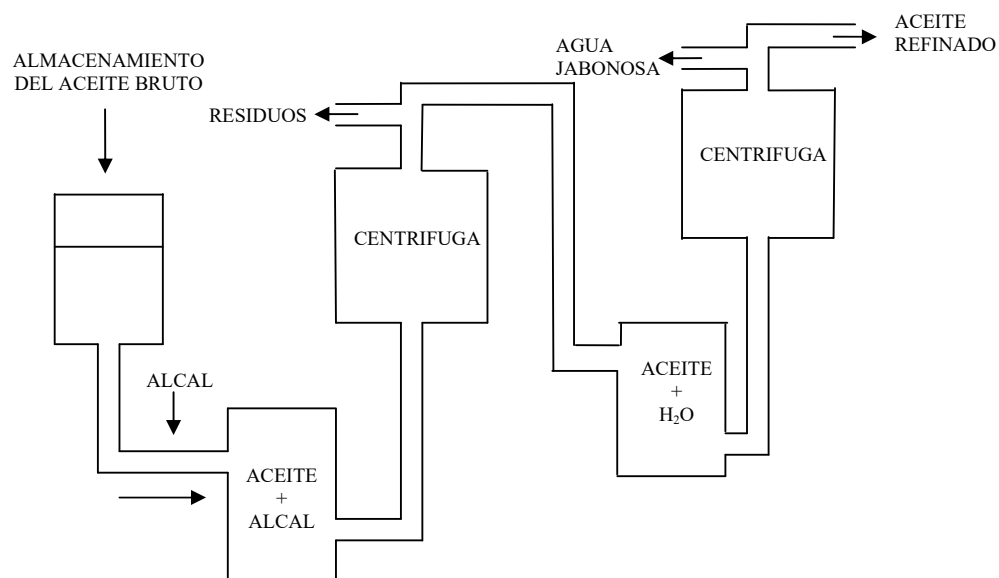 ALMACENAMIENTO
DEL ACEITE BRUTO
RESIDUOS
AGUA
JABONOSA
ACEITE
REFINADO
CENTRIFUGA
CENTRIFUGA
ALCAL
ACEITE
+
ALCAL
ACEITE
+
H₂O